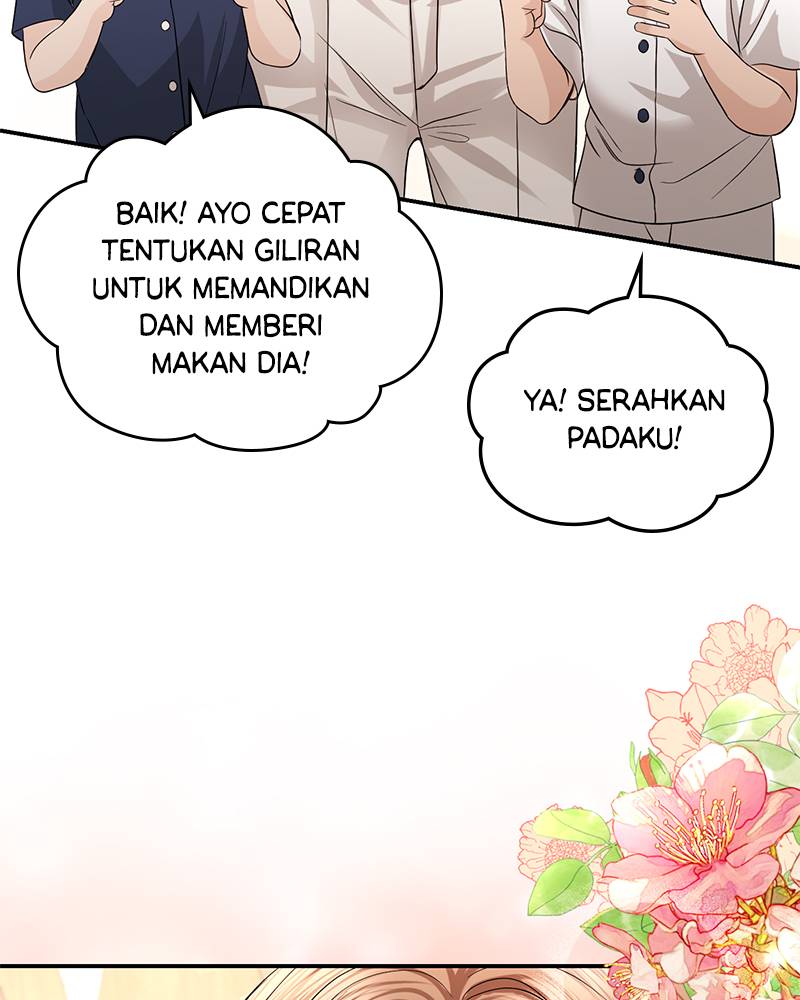 BAIK! AYO CEPAT
TENTUKAN GILIRAN
UNTUK MEMANDIKAN
DAN MEMBERI
MAKAN DIA!
YA! SERAHKAN
PADAKU!